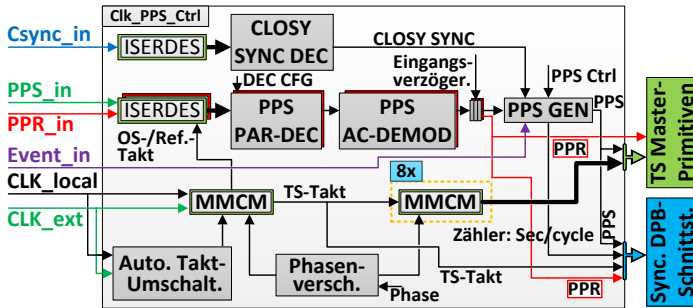 Clk_PPS_Ctrl
Csync_in
ISERDES
CLOSY
SYNC DEC
CLOSY SYNC
Eingangs-
verzöger.
PPS Ctrl
DEC CFG
PPS_in
PPR_in
ISERDES
PPS
PAR-DEC
PPS
AC-DEMOD
PPS GEN
PPS
TS Master-
Primitiven
OS-/Ref.-
Takt
Event_in
PPR
8x
CLK_local
CLK_ext
MMCM
TS-Takt
MMCM
Zähler: Sec/cycle
PPS
Auto. Takt-
Umschalt.
Phasen-
versch.
Phase
TS-Takt
PPR
Sync. DPB-
Schnittst.